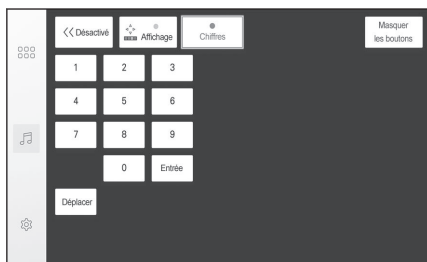 << Désactivé
Affichage
Chiffres
Masquer
les boutons
1 2 3
4 5 6
7 8 9
0 Entrée
Déplacer